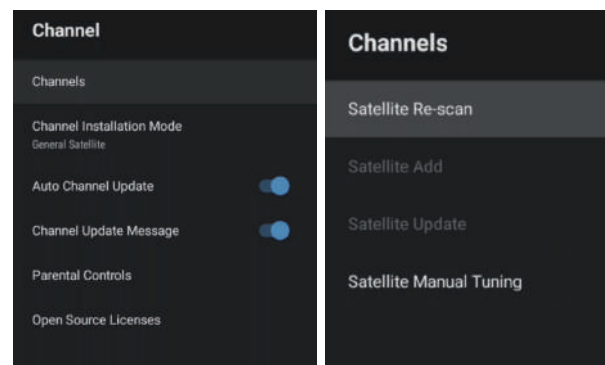 Channel
Channels
Channel Installation Mode
General Satellite
Auto Channel Update
Channel Update Message
Parental Controls
Open Source Licenses
Channels
Satellite Re-scan
Satellite Add
Satellite Update
Satellite Manual Tuning